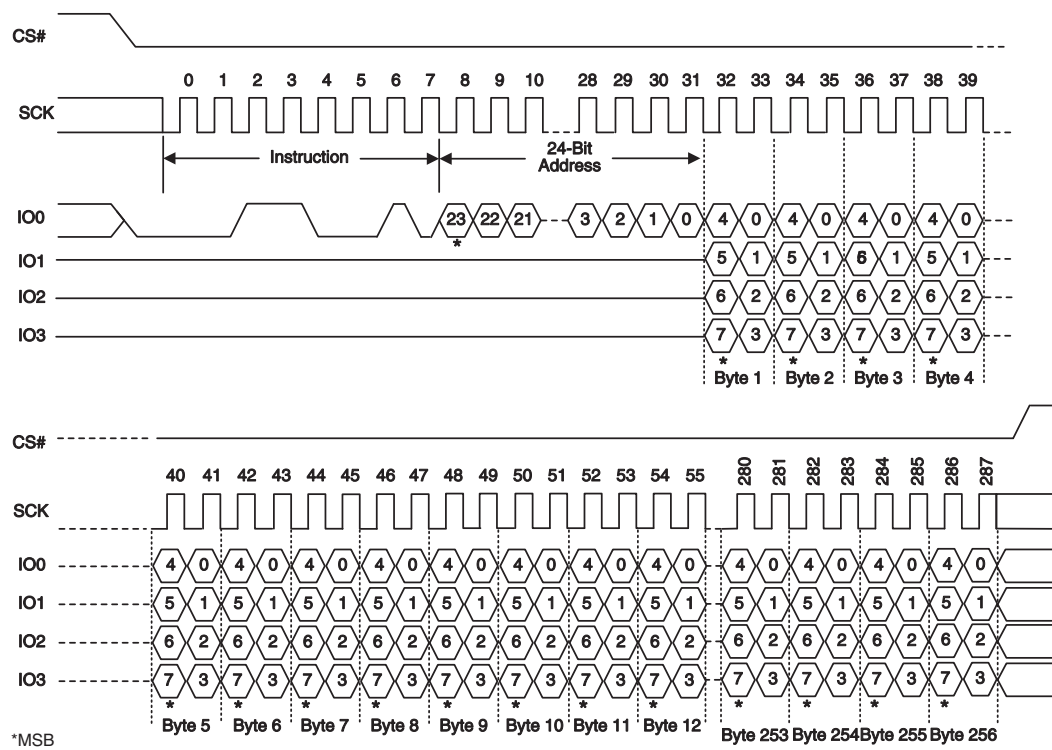 CS#
0 1 2 3 4 5 6 7 8 9 10 28 29 30 31 32 33 34 35 36 37 38 39
SCK
Instruction
24-Bit
Address
IO0 23 22 21 3 2 1 0 4 0 4 0 4 0 4 0
*
IO1 5 1 5 1 6 1 5 1
IO2 6 2 6 2 6 2 6 2
IO3 7 3 7 3 7 3 7 3
* * * *
Byte 1 Byte 2 Byte 3 Byte 4
CS#
40 41 42 43 44 45 46 47 48 49 50 51 52 53 54 55 280 281 282 283 284 285 286 287
SCK
IO0 4 0 4 0 4 0 4 0 4 0 4 0 4 0 4 0 4 0 4 0 4 0 4 0
IO1 5 1 5 1 5 1 5 1 5 1 5 1 5 1 5 1 5 1 5 1 5 1 5 1
IO2 6 2 6 2 6 2 6 2 6 2 6 2 6 2 6 2 6 2 6 2 6 2 6 2
IO3 7 3 7 3 7 3 7 3 7 3 7 3 7 3 7 3 7 3 7 3 7 3 7 3
* * * * * * * * * * * *
Byte 5 Byte 6 Byte 7 Byte 8 Byte 9 Byte 10 Byte 11 Byte 12 Byte 253 Byte 254 Byte 255 Byte 256
*MSB